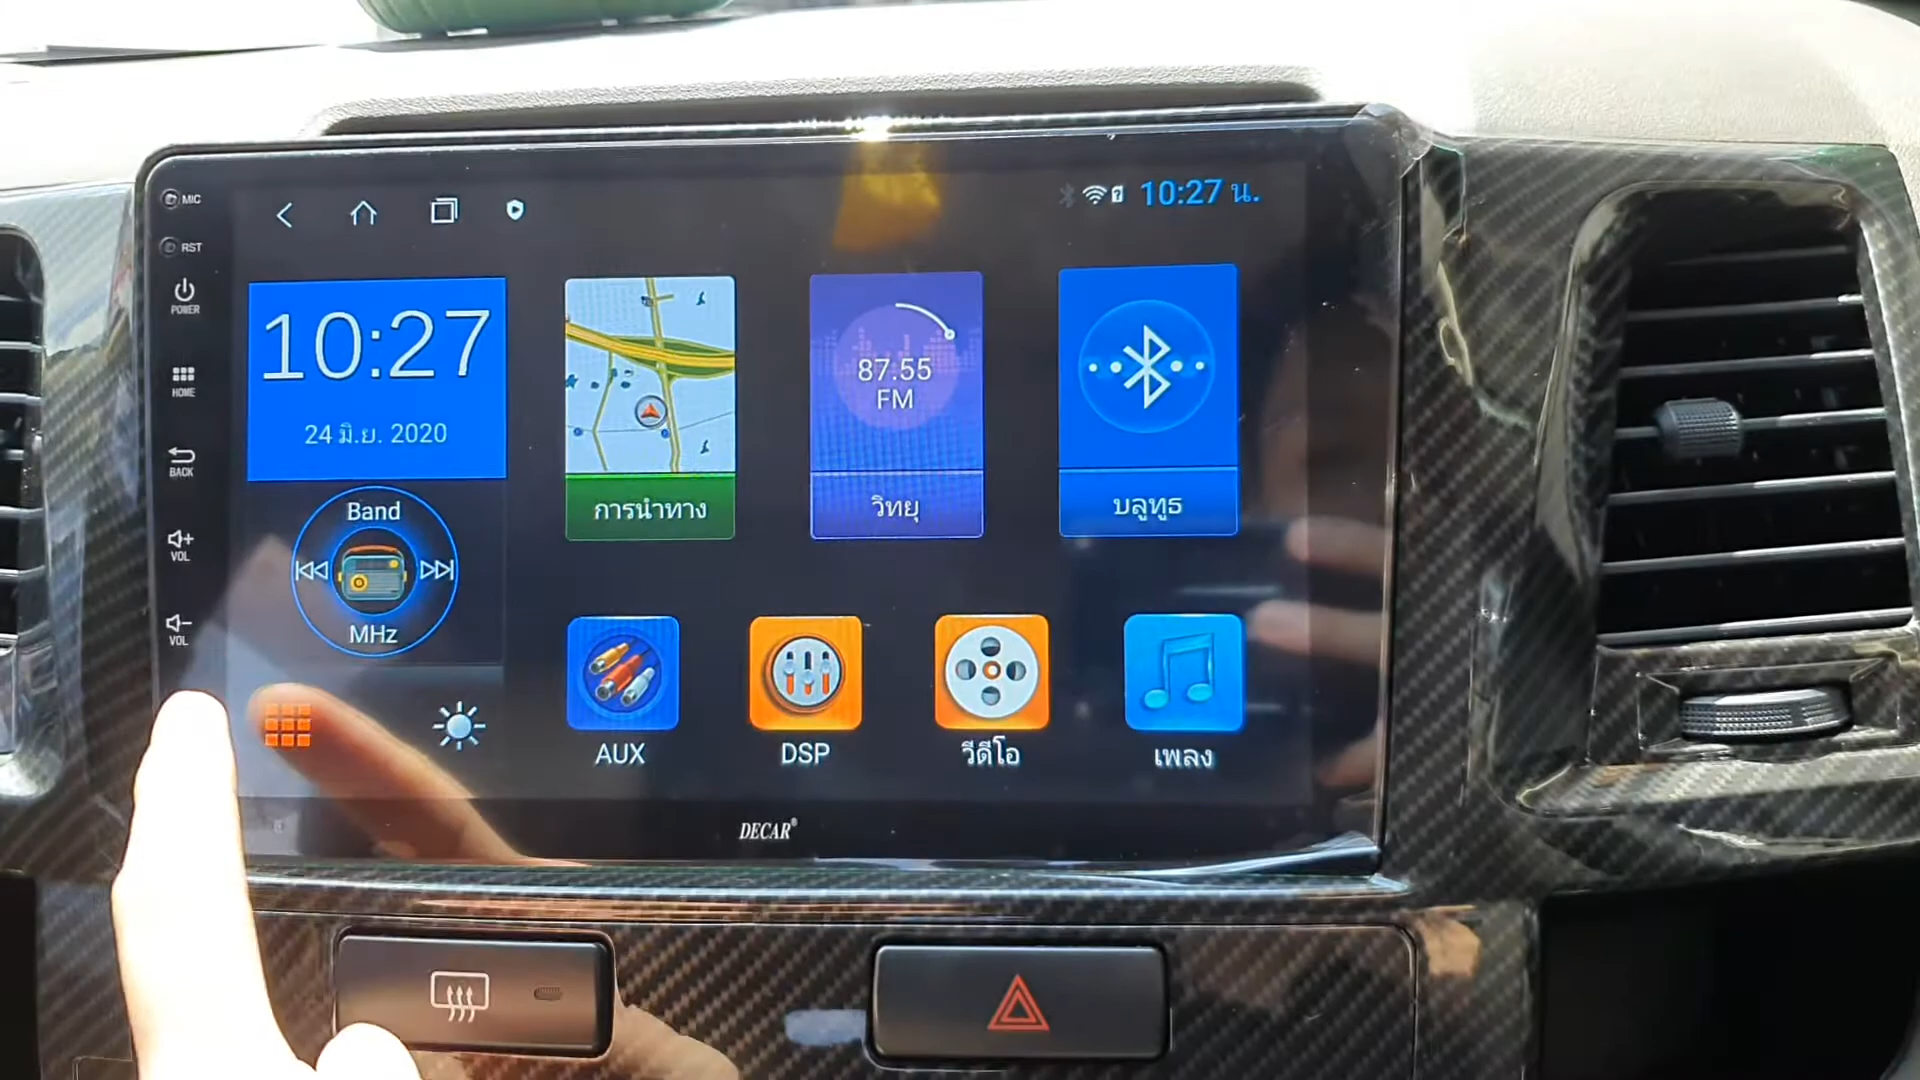 MIC
RST
POWER
HOME
BACK
VOL
VOL
10:27 น.
10:27
24 มิ.ย. 2020
Band
MHz
การนำทาง
87.55
FM
วิทยุ
บลูทูธ
AUX
DSP
วีดีโอ
เพลง
DECAR®